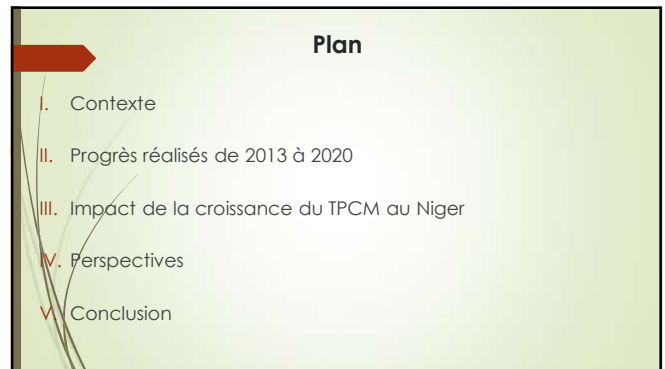 Plan
I. Contexte
II. Progrès réalisés de 2013 à 2020
III. Impact de la croissance du TPCM au Niger
IV. Perspectives
V. Conclusion